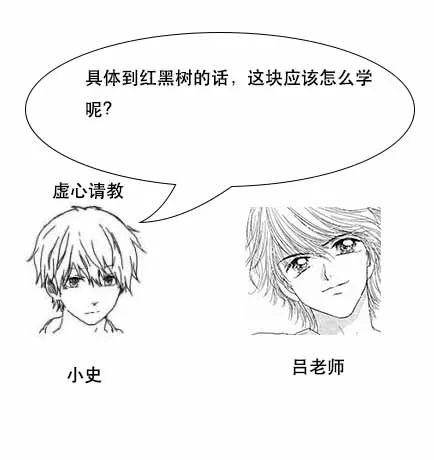 具体到红黑树的话，这块应该怎么学
呢？
虚心请教
小史
吕老师